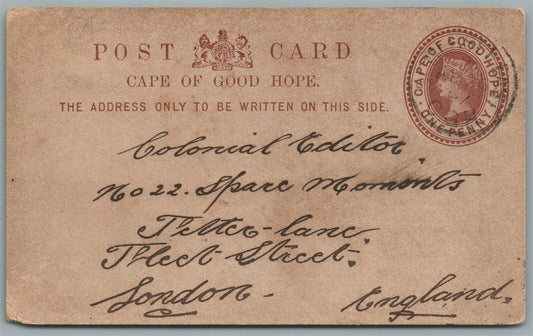 POST CARD
CAPE OF GOOD HOPE.
THE ADDRESS ONLY TO BE WRITTEN ON THIS SIDE.
CAPE OF GOOD HOPE
ONE PENNY
Colonial Editor
No 22. Spare Moments
Fetter-lane
Fleet Street.
London - England.